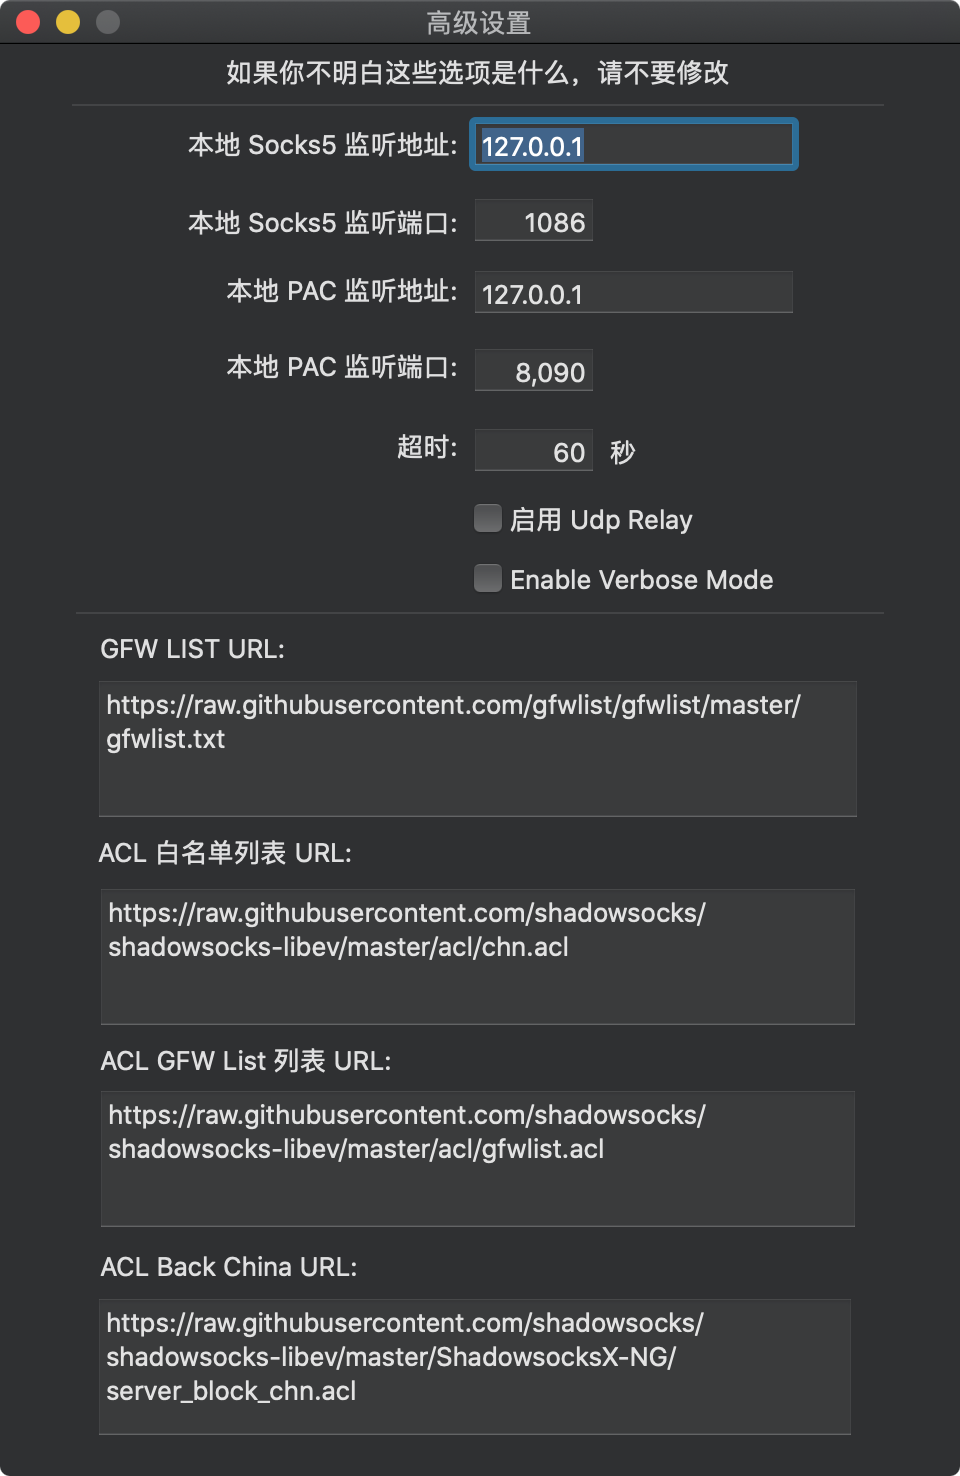 高级设置
如果你不明白这些选项是什么，请不要修改
本地 Socks5 监听地址: 127.0.0.1
本地 Socks5 监听端口: 1086
本地 PAC 监听地址: 127.0.0.1
本地 PAC 监听端口: 8,090
超时: 60 秒
启用 Udp Relay
Enable Verbose Mode
GFW LIST URL:
https://raw.githubusercontent.com/gfwlist/gfwlist/master/
gfwlist.txt
ACL 白名单列表 URL:
https://raw.githubusercontent.com/shadowsocks/
shadowsocks-libev/master/acl/chn.acl
ACL GFW List 列表 URL:
https://raw.githubusercontent.com/shadowsocks/
shadowsocks-libev/master/acl/gfwlist.acl
ACL Back China URL:
https://raw.githubusercontent.com/shadowsocks/
shadowsocks-libev/master/ShadowsocksX-NG/
server_block_chn.acl